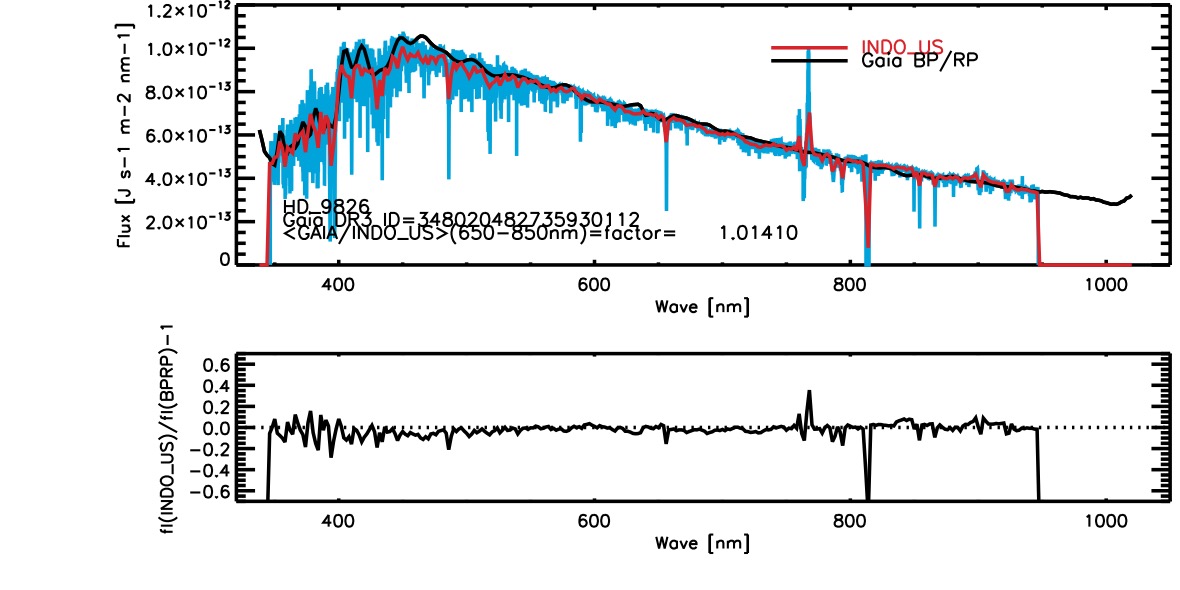 1.2×10−12
1.0×10−12
8.0×10−13
6.0×10−13
4.0×10−13
2.0×10−13
0
Flux [J s−1 m−2 nm−1]
INDO_US
Gaia BP/RP
HD_9826
Gaia DR3 ID=348020482735930112
<GAIA/INDO_US>(650−850nm)=factor= 1.01410
400 600 800 1000
Wave [nm]
fl(INDO_US)/fl(BPRP)−1
0.6
0.4
0.2
0.0
−0.2
−0.4
−0.6
400 600 800 1000
Wave [nm]